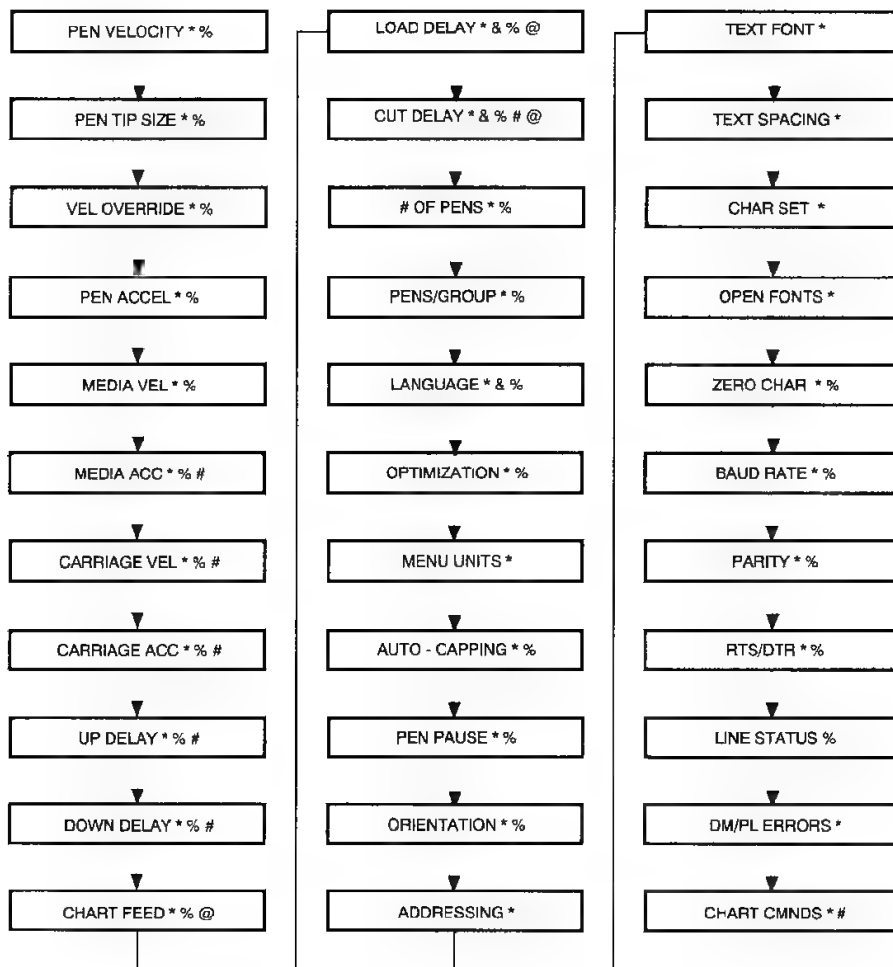 PEN VELOCITY * %
PEN TIP SIZE * %
VEL OVERRIDE * %
PEN ACCEL * %
MEDIA VEL * %
MEDIA ACC * % #
CARRIAGE VEL * % #
CARRIAGE ACC * % #
UP DELAY * % #
DOWN DELAY * % #
CHART FEED * % @
LOAD DELAY * & % @
CUT DELAY * & % # @
# OF PENS * %
PENS/GROUP * %
LANGUAGE * & %
OPTIMIZATION * %
MENU UNITS *
AUTO - CAPPING * %
PEN PAUSE * %
ORIENTATION * %
ADDRESSING *
TEXT FONT *
TEXT SPACING *
CHAR SET *
OPEN FONTS *
ZERO CHAR * %
BAUD RATE * %
PARITY * %
RTS/DTR * %
LINE STATUS %
DM/PL ERRORS *
CHART CMNDS * #